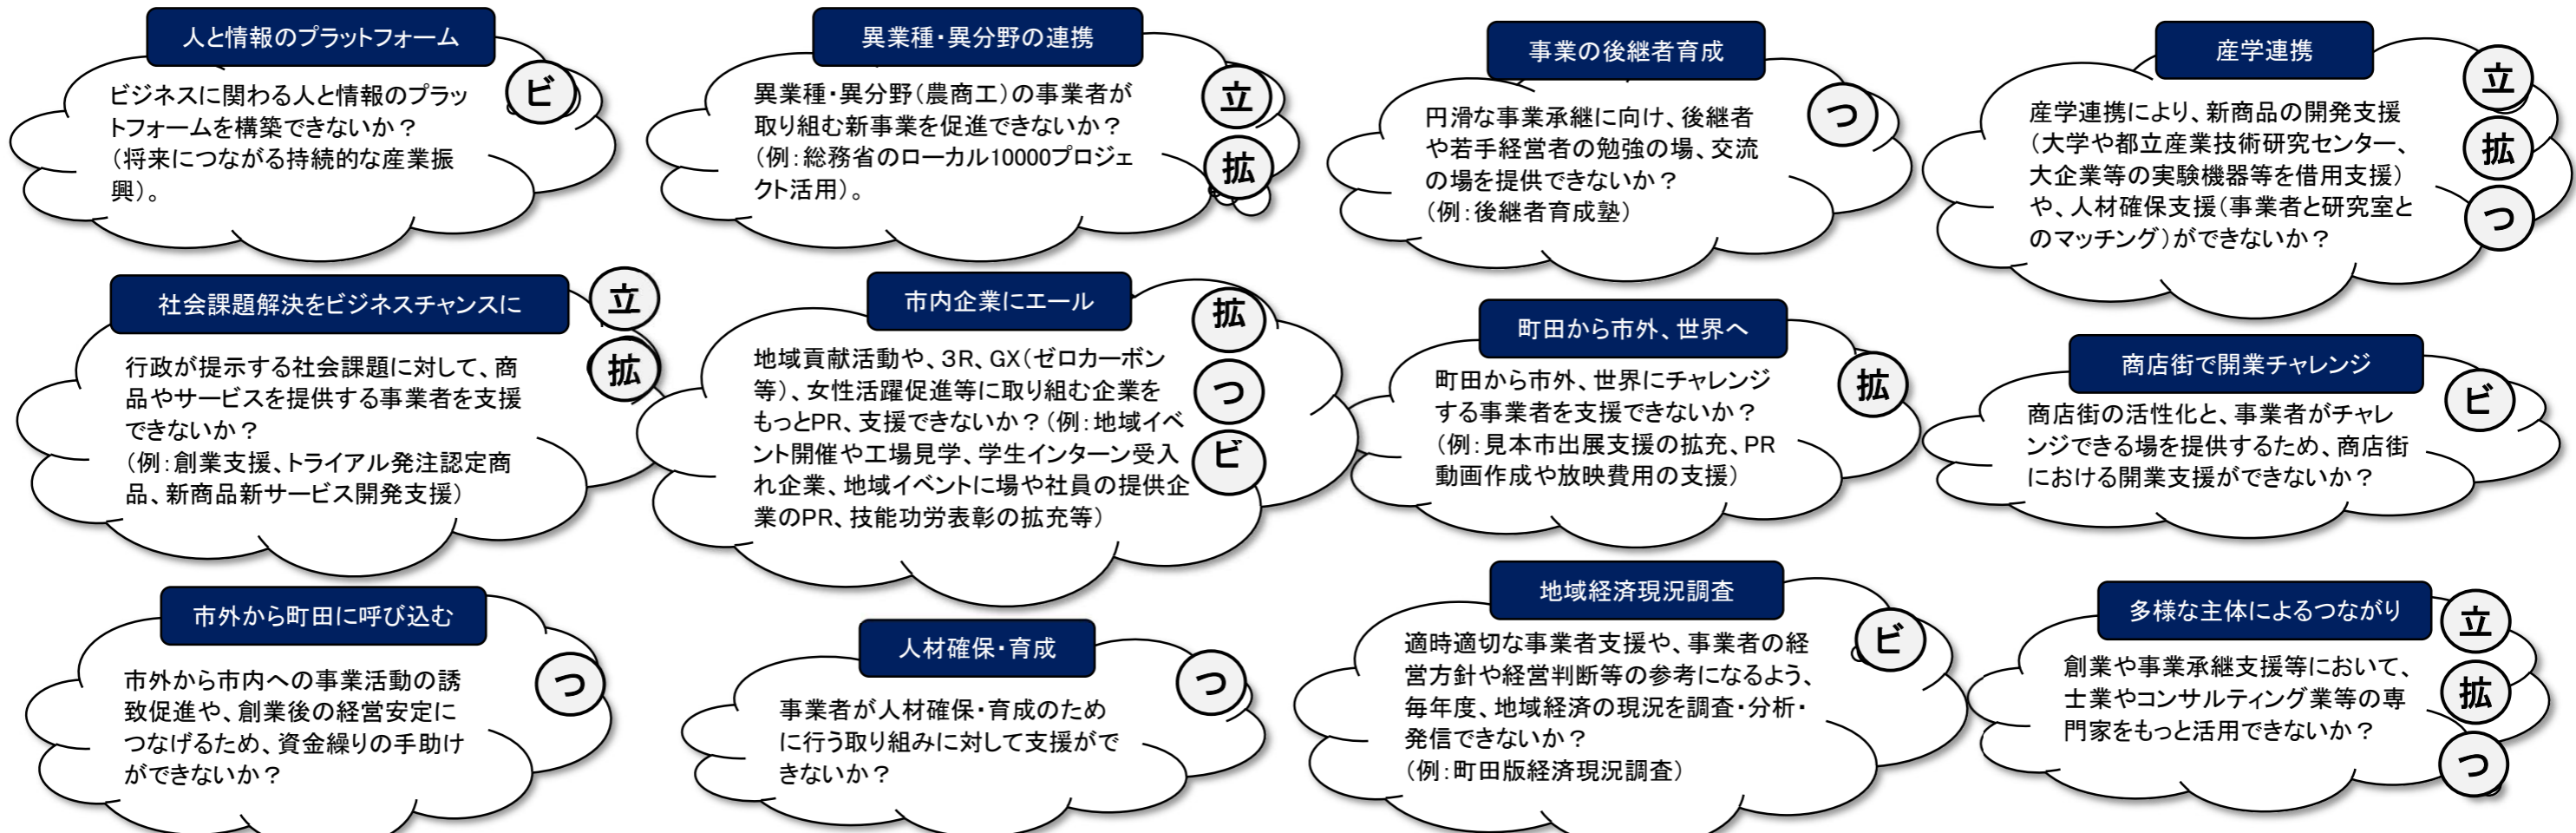 人と情報のプラットフォーム
ビ
ビジネスに関わる人と情報のプラッ
トフォームを構築できないか？
（将来につながる持続的な産業振
興）。
異業種・異分野の連携
立
拡
異業種・異分野（農商工）の事業者が
取り組む新事業を促進できないか？
（例：総務省のローカル10000プロジェ
クト活用）。
事業の後継者育成
つ
円滑な事業承継に向け、後継者
や若手経営者の勉強の場、交流
の場を提供できないか？
（例：後継者育成塾）
産学連携
立
拡
つ
産学連携により、新商品の開発支援
（大学や都立産業技術研究センター、
大企業等の実験機器等を借用支援）
や、人材確保支援（事業者と研究室と
のマッチング）ができないか？
社会課題解決をビジネスチャンスに
立
拡
行政が提示する社会課題に対して、商
品やサービスを提供する事業者を支援
できないか？
（例：創業支援、トライアル発注認定商
品、新商品新サービス開発支援）
市内企業にエール
拡
つ
ビ
地域貢献活動や、3R、GX（ゼロカーボン
等）、女性活躍促進等に取り組む企業を
もっとPR、支援できないか？（例：地域イベ
ント開催や工場見学、学生インターン受入
れ企業、地域イベントに場や社員の提供企
業のPR、技能功労表彰の拡充等）
町田から市外、世界へ
拡
町田から市外、世界にチャレンジ
する事業者を支援できないか？
（例：見本市出展支援の拡充、PR
動画作成や放映費用の支援）
商店街で開業チャレンジ
ビ
商店街の活性化と、事業者がチャレ
ンジできる場を提供するため、商店街
における開業支援ができないか？
市外から町田に呼び込む
つ
市外から市内への事業活動の誘
致促進や、創業後の経営安定に
つなげるため、資金繰りの手助け
ができないか？
人材確保・育成
つ
事業者が人材確保・育成のため
に行う取り組みに対して支援がで
きないか？
地域経済現況調査
ビ
適時適切な事業者支援や、事業者の経
営方針や経営判断等の参考になるよう、
毎年度、地域経済の現況を調査・分析・
発信できないか？
（例：町田版経済現況調査）
多様な主体によるつながり
立
拡
つ
創業や事業承継支援等において、
士業やコンサルティング業等の専
門家をもっと活用できないか？